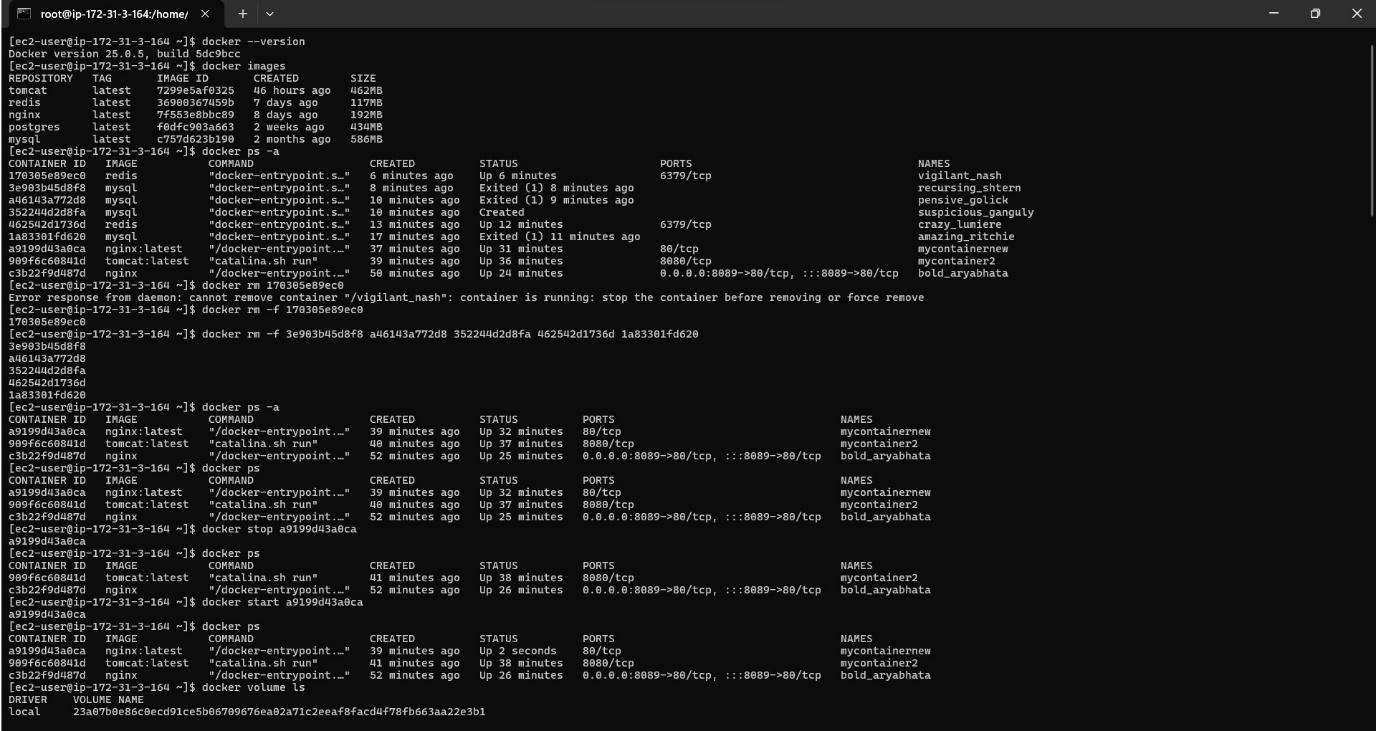 root@ip-172-31-3-164:/home/
[ec2-user@ip-172-31-3-164 ~]$ docker --version
Docker version 25.0.5, build 5dc9bcc
[ec2-user@ip-172-31-3-164 ~]$ docker images
REPOSITORY TAG IMAGE ID CREATED SIZE
tomcat latest 7299e5af0325 46 hours ago 462MB
redis latest 36900367459b 7 days ago 117MB
nginx latest 7f553e8bbc89 8 days ago 192MB
postgres latest f0dfc903a663 2 weeks ago 434MB
mysql latest c757d623b190 2 months ago 586MB
[ec2-user@ip-172-31-3-164 ~]$ docker ps -a
CONTAINER ID IMAGE COMMAND CREATED STATUS PORTS NAMES
170305e89ec0 redis "docker-entrypoint.s…" 6 minutes ago Up 6 minutes 6379/tcp vigilant_nash
3e903b45d8f8 mysql "docker-entrypoint.s…" 8 minutes ago Exited (1) 8 minutes ago recursing_shtern
a46143a772d8 mysql "docker-entrypoint.s…" 10 minutes ago Exited (1) 9 minutes ago pensive_golick
352244d2d8fa mysql "docker-entrypoint.s…" 10 minutes ago Created suspicious_ganguly
462542d1736d redis "docker-entrypoint.s…" 13 minutes ago Up 12 minutes 6379/tcp crazy_lumiere
1a83301fd620 mysql "docker-entrypoint.s…" 17 minutes ago Exited (1) 11 minutes ago amazing_ritchie
a9199d43a0ca nginx:latest "/docker-entrypoint.…" 37 minutes ago Up 31 minutes 80/tcp mycontainernew
909f6c60841d tomcat:latest "catalina.sh run" 39 minutes ago Up 36 minutes 8080/tcp mycontainer2
c3b22f9d487d nginx "/docker-entrypoint.…" 50 minutes ago Up 24 minutes 0.0.0.0:8089->80/tcp, :::8089->80/tcp bold_aryabhata
[ec2-user@ip-172-31-3-164 ~]$ docker rm 170305e89ec0
Error response from daemon: cannot remove container "/vigilant_nash": container is running: stop the container before removing or force remove
[ec2-user@ip-172-31-3-164 ~]$ docker rm -f 170305e89ec0
170305e89ec0
[ec2-user@ip-172-31-3-164 ~]$ docker rm -f 3e903b45d8f8 a46143a772d8 352244d2d8fa 462542d1736d 1a83301fd620
3e903b45d8f8
a46143a772d8
352244d2d8fa
462542d1736d
1a83301fd620
[ec2-user@ip-172-31-3-164 ~]$ docker ps -a
CONTAINER ID IMAGE COMMAND CREATED STATUS PORTS NAMES
a9199d43a0ca nginx:latest "/docker-entrypoint.…" 39 minutes ago Up 32 minutes 80/tcp mycontainernew
909f6c60841d tomcat:latest "catalina.sh run" 40 minutes ago Up 37 minutes 8080/tcp mycontainer2
c3b22f9d487d nginx "/docker-entrypoint.…" 52 minutes ago Up 25 minutes 0.0.0.0:8089->80/tcp, :::8089->80/tcp bold_aryabhata
[ec2-user@ip-172-31-3-164 ~]$ docker ps
CONTAINER ID IMAGE COMMAND CREATED STATUS PORTS NAMES
a9199d43a0ca nginx:latest "/docker-entrypoint.…" 39 minutes ago Up 32 minutes 80/tcp mycontainernew
909f6c60841d tomcat:latest "catalina.sh run" 40 minutes ago Up 37 minutes 8080/tcp mycontainer2
c3b22f9d487d nginx "/docker-entrypoint.…" 52 minutes ago Up 25 minutes 0.0.0.0:8089->80/tcp, :::8089->80/tcp bold_aryabhata
[ec2-user@ip-172-31-3-164 ~]$ docker stop a9199d43a0ca
a9199d43a0ca
[ec2-user@ip-172-31-3-164 ~]$ docker ps
CONTAINER ID IMAGE COMMAND CREATED STATUS PORTS NAMES
909f6c60841d tomcat:latest "catalina.sh run" 41 minutes ago Up 38 minutes 8080/tcp mycontainer2
c3b22f9d487d nginx "/docker-entrypoint.…" 52 minutes ago Up 26 minutes 0.0.0.0:8089->80/tcp, :::8089->80/tcp bold_aryabhata
[ec2-user@ip-172-31-3-164 ~]$ docker start a9199d43a0ca
a9199d43a0ca
[ec2-user@ip-172-31-3-164 ~]$ docker ps
CONTAINER ID IMAGE COMMAND CREATED STATUS PORTS NAMES
a9199d43a0ca nginx:latest "/docker-entrypoint.…" 39 minutes ago Up 2 seconds 80/tcp mycontainernew
909f6c60841d tomcat:latest "catalina.sh run" 41 minutes ago Up 38 minutes 8080/tcp mycontainer2
c3b22f9d487d nginx "/docker-entrypoint.…" 52 minutes ago Up 26 minutes 0.0.0.0:8089->80/tcp, :::8089->80/tcp bold_aryabhata
[ec2-user@ip-172-31-3-164 ~]$ docker volume ls
DRIVER VOLUME NAME
local 23a07b0e86c0ecd91ce5b06709676ea02a71c2eeaf8facd4f78fb663aa22e3b1